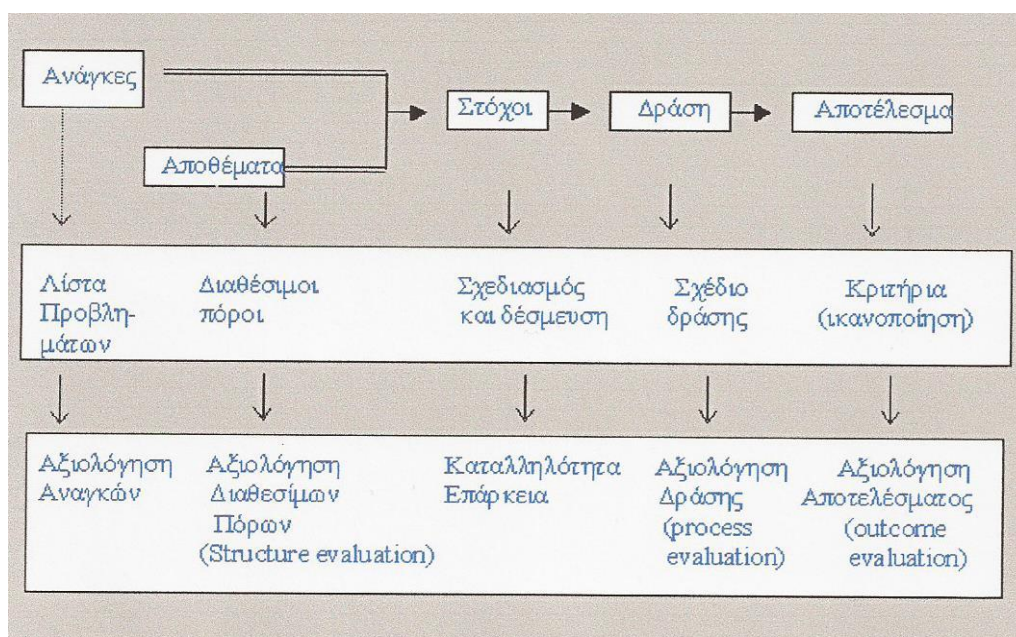 Ανάγκες
Αποθέματα
Στόχοι
Δράση
Αποτέλεσμα
Λίστα
Προβλη-
μάτων
Διαθέσιμοι
πόροι
Σχεδιασμός
και δέσμευση
Σχέδιο
δράσης
Κριτήρια
(ικανοποίηση)
Αξιολόγηση
Αναγκών
Αξιολόγηση
Διαθεσίμων
Πόρων
(Structure evaluation)
Καταλληλότητα
Επάρκεια
Αξιολόγηση
Δράσης
(process
evaluation)
Αξιολόγηση
Αποτελέσματος
(outcome
evaluation)